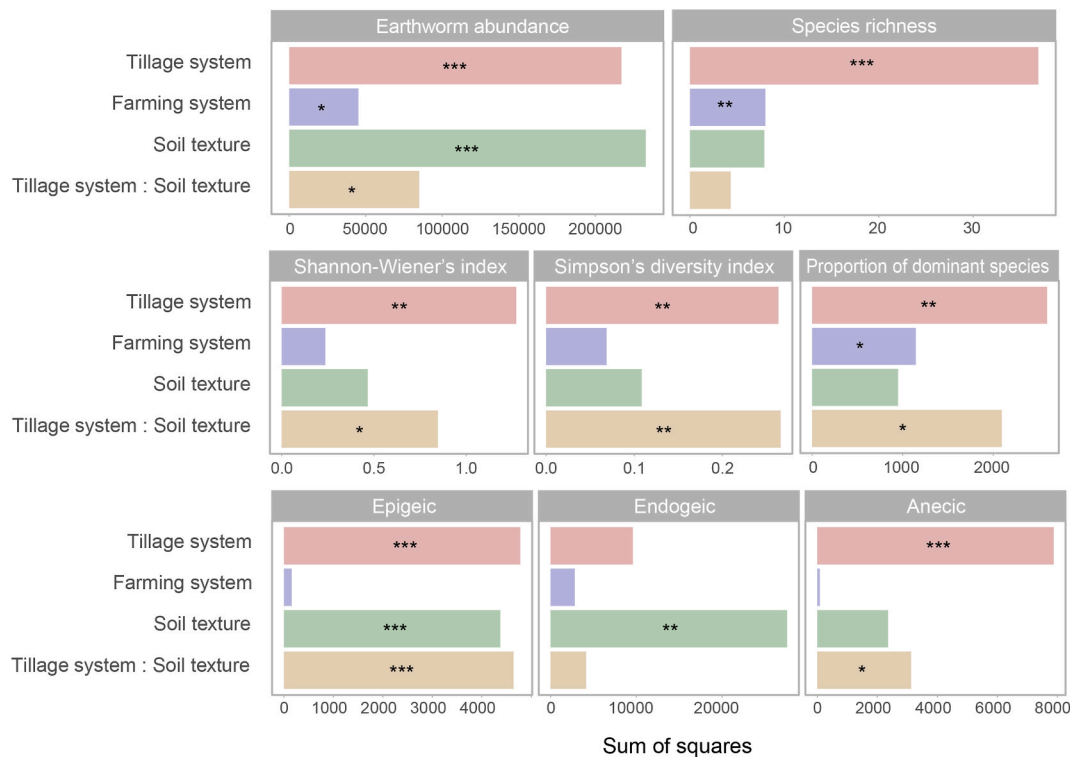 Earthworm abundance Species richness
Tillage system *** ***
Farming system * **
Soil texture ***
Tillage system : Soil texture *
0 50000 100000 150000 200000 0 10 20 30
Shannon-Wiener's index Simpson's diversity index Proportion of dominant species
Tillage system ** ** **
Farming system *
Soil texture
Tillage system : Soil texture * ** *
0.0 0.5 1.0 0.0 0.1 0.2 0 1000 2000
Epigeic Endogeic Anecic
Tillage system *** ***
Farming system
Soil texture *** **
Tillage system : Soil texture *** *
0 1000 2000 3000 4000 0 10000 20000 0 2000 4000 6000 8000
Sum of squares